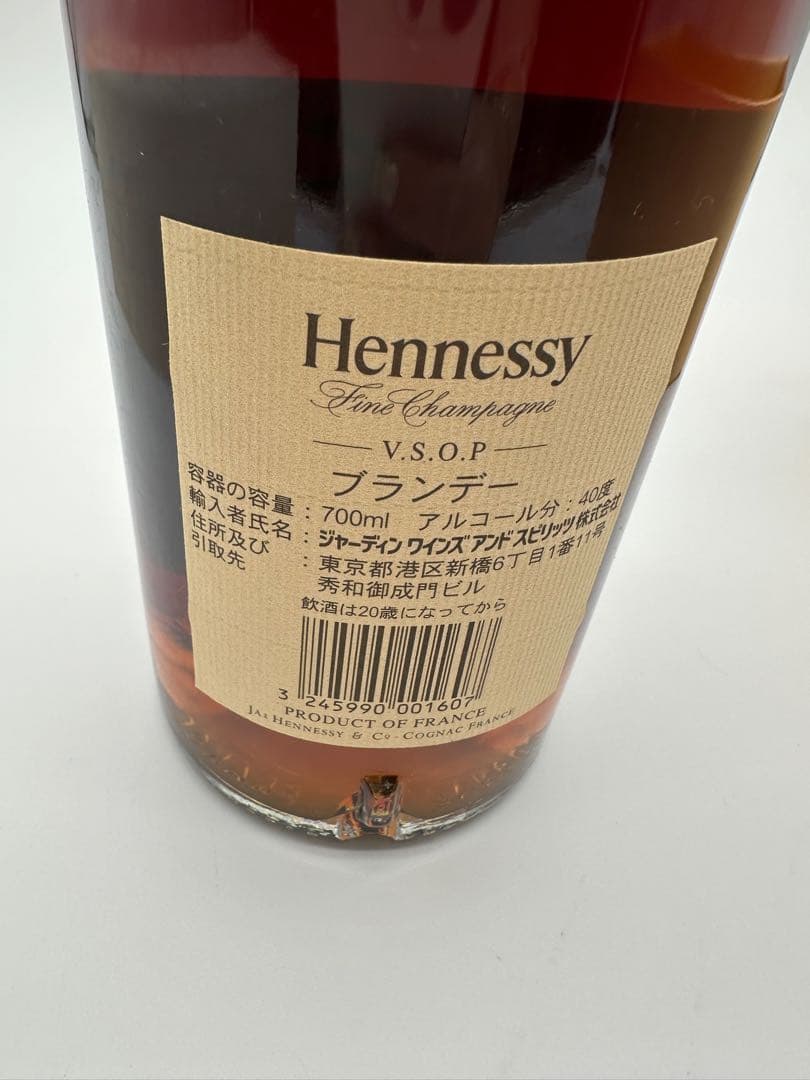 Hennessy
Fine Champagne
V.S.O.P
ブランデー
容器の容量：700ml アルコール分：40度
輸入者氏名：ジャーディン ワインズ アンド スピリッツ 株式会社
住所及び
引取先：東京都港区新橋6丁目1番11号
秀和御成門ビル
飲酒は20歳になってから
3 245990 001607
PRODUCT OF FRANCE
JAs HENNESSY & Co - COGNAC FRANCE